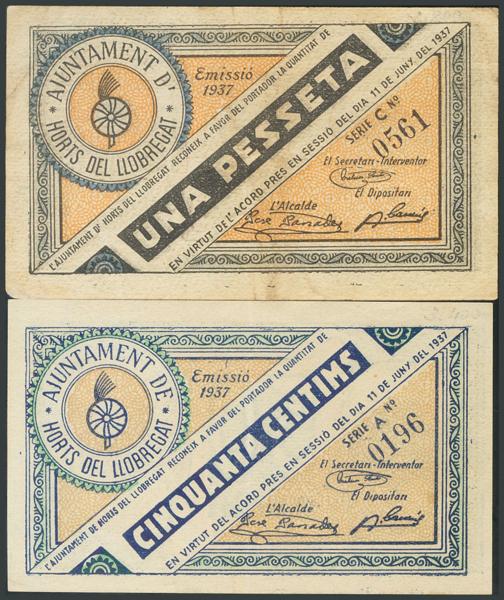 AJUNTAMENT D'
HORTS DEL LLOBREGAT
Emissió
1937
L'AJUNTAMENT D' HORTS DEL LLOBREGAT RECONEIX A FAVOR DEL PORTADOR LA QUANTITAT DE
UNA PESSETA
EN VIRTUT DE L'ACORD PRES EN SESSIÓ DEL DIA 11 DE JUNY DEL 1937
SERIE C Nº
0561
El Secretari-Interventor
El Dipositari
L'Alcalde
AJUNTAMENT DE
HORTS DEL LLOBREGAT
Emissió
1937
L'AJUNTAMENT DE HORTS DEL LLOBREGAT RECONEIX A FAVOR DEL PORTADOR LA QUANTITAT DE
CINQUANTA CENTIMS
EN VIRTUT DEL ACORD PRES EN SESSIÓ DEL DIA 11 DE JUNY DEL 1937
SERIE A Nº
0196
El Secretari-Interventor
El Dipositari
L'Alcalde